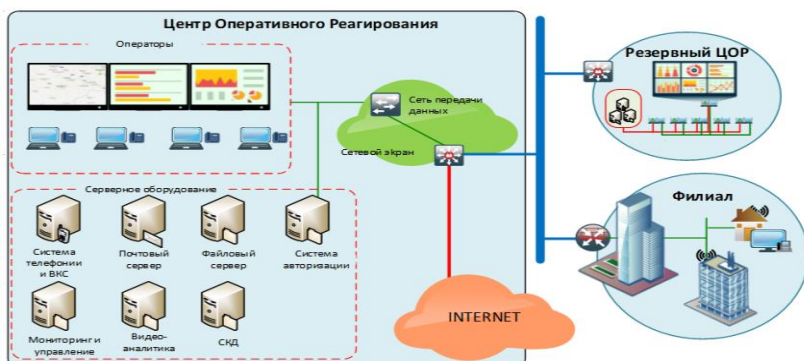 Центр Оперативного Реагирования
Операторы
Сеть передачи
данных
Сетевой экран
Серверное оборудование
Система
телефонии
и ВКС
Почтовый
сервер
Файловый
сервер
Система
авторизации
Мониторинг и
управление
Видео-
аналитика
СКД
INTERNET
Резервный ЦОР
Филиал